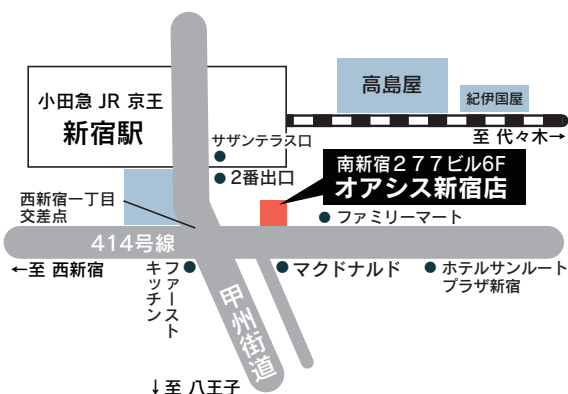 小田急 JR 京王
新宿駅
高島屋
紀伊国屋
至 代々木→
サザンテラス口
2番出口
南新宿277ビル6F
オアシス新宿店
西新宿一丁目
交差点
ファミリーマート
414号線
←至 西新宿
ファースト
キッチン
マクドナルド
ホテルサンルート
プラザ新宿
甲州街道
↓至 八王子